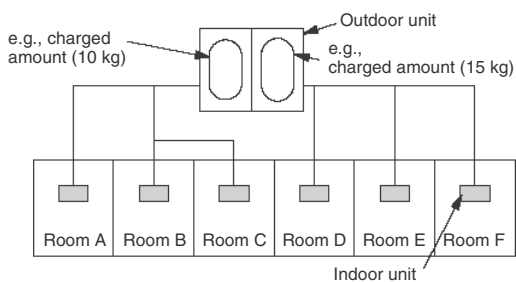 Outdoor unit
e.g., charged
amount (10 kg)
e.g.,
charged amount (15 kg)
Room A
Room B
Room C
Room D
Room E
Room F
Indoor unit